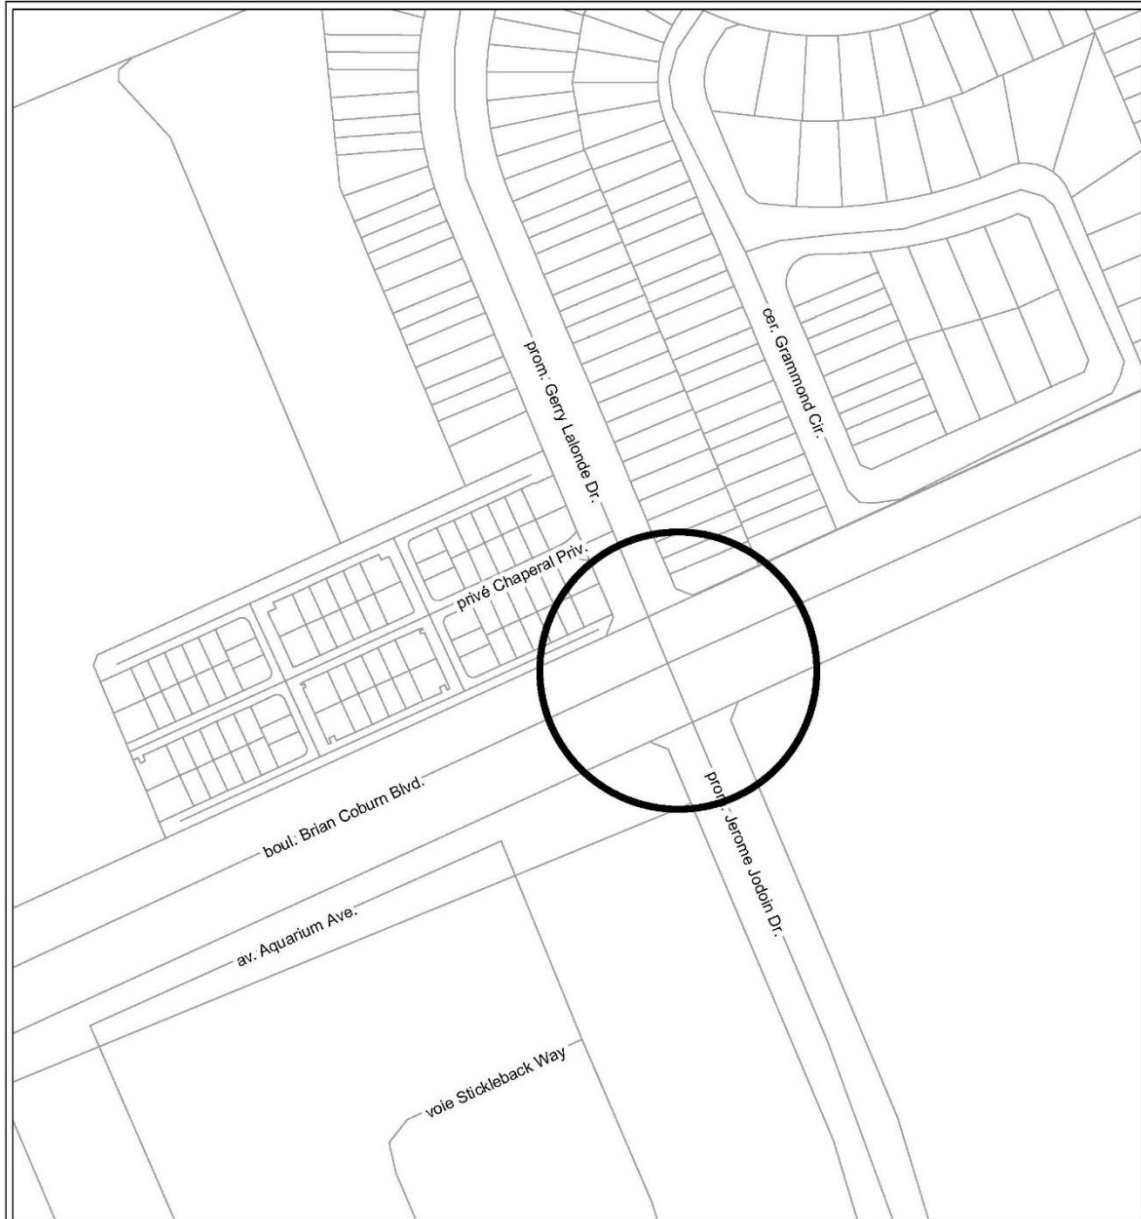 cer. Grammond Cir.
prom. Gerry Lalonde Dr.
privé Chaperal Priv.
boul. Brian Coburn Blvd.
prom. Jerome Jodoin Dr.
av. Aquarium Ave.
voie Stickleback Way